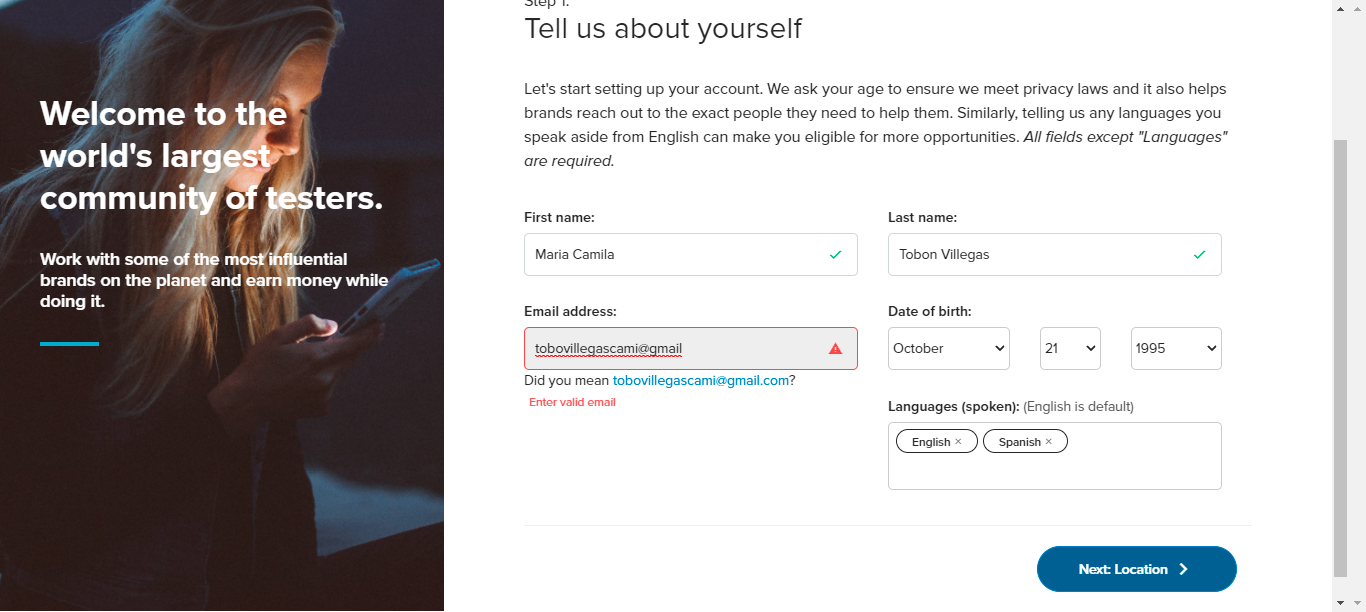 Welcome to the
world's largest
community of testers.
Work with some of the most influential
brands on the planet and earn money while
doing it.
Step 1.
Tell us about yourself
Let's start setting up your account. We ask your age to ensure we meet privacy laws and it also helps
brands reach out to the exact people they need to help them. Similarly, telling us any languages you
speak aside from English can make you eligible for more opportunities. All fields except "Languages"
are required.
First name:
Last name:
Maria Camila
Tobon Villegas
Email address:
Date of birth:
tobovillegascami@gmail
October
21
1995
Did you mean tobovillegascami@gmail.com?
Enter valid email
Languages (spoken): (English is default)
English ×
Spanish ×
Next: Location